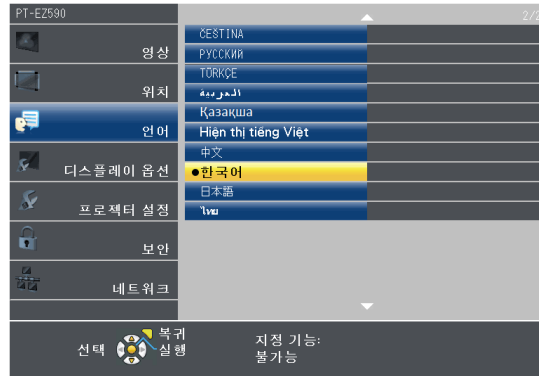 PT-EZ590
2/2
영상
위치
언어
디스플레이 옵션
프로젝터 설정
보안
네트워크
ČEŠTINA
РУССКИЙ
TÜRKÇE
العربية
Қазақша
Hiện thị tiếng Việt
中文
●한국어
日本語
ไทย
선택
복귀
실행
지정 기능:
불가능